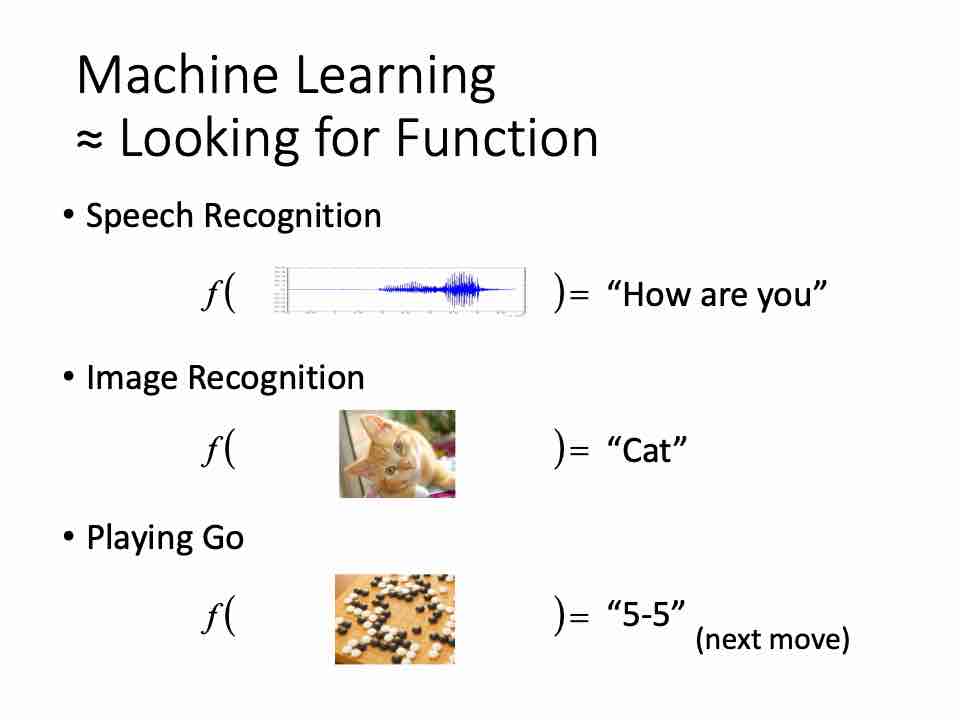 Machine Learning
≈ Looking for Function
• Speech Recognition
f( )= “How are you”
• Image Recognition
f( )= “Cat”
• Playing Go
f( )= “5-5” (next move)